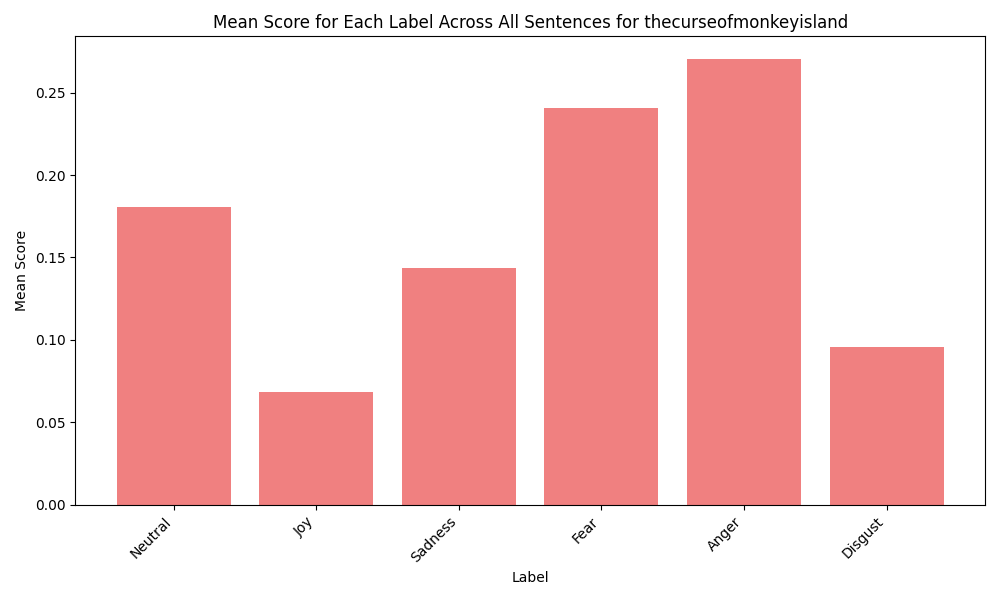 Mean Score for Each Label Across All Sentences for thecurseofmonkeyisland
Mean Score
0.25
0.20
0.15
0.10
0.05
0.00
Neutral
Joy
Sadness
Fear
Anger
Disgust
Label